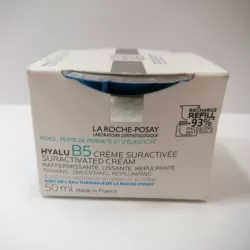 LA ROCHE-POSAY
LABORATOIRE DERMATOLOGIQUE
RIDES, PERTE DE FERMETÉ ET D'ÉLASTICITÉ
HYALU B5 CRÈME SURACTIVÉE
SURACTIVATED CREAM
RAFFERMISSANTE, LISSANTE, REPULPANTE
FIRMING, SMOOTHING, REPLUMPING
AVEC DE L'EAU THERMALE DE LA ROCHE-POSAY
50 ml Made in France
RECHARGE
REFILL
-93%